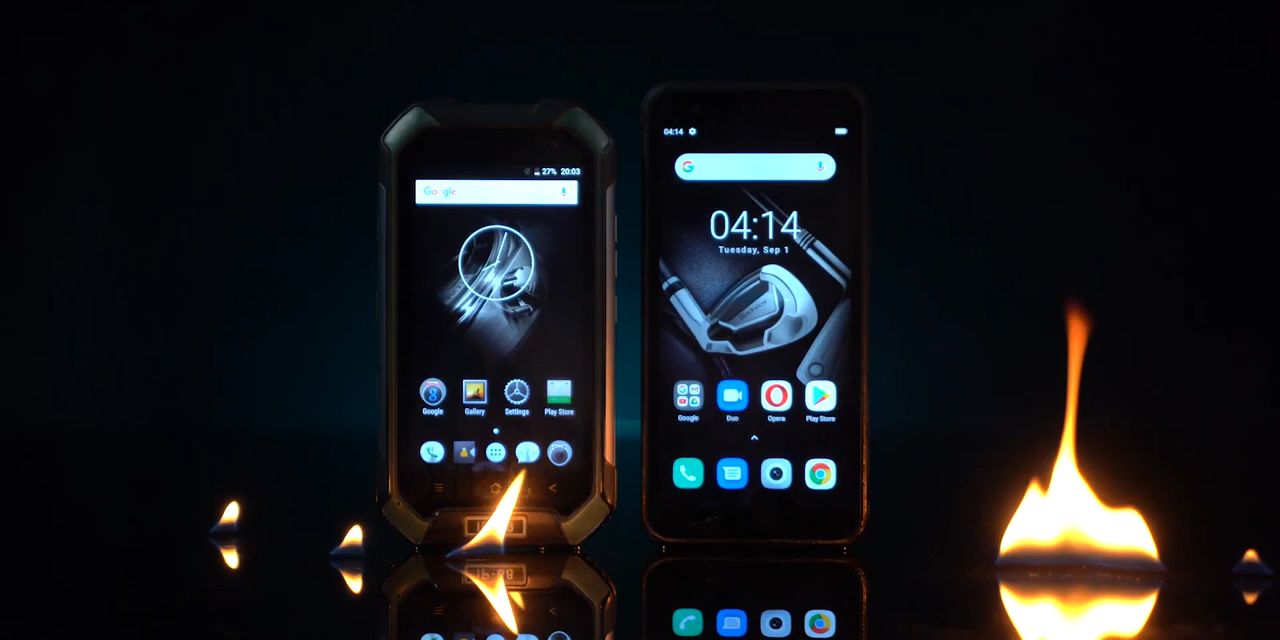 27% 20:03
Google
Google
Gallery
Settings
Play Store
04:14
04:14
Tuesday, Sep 1
Google
Duo
Opera
Play Store